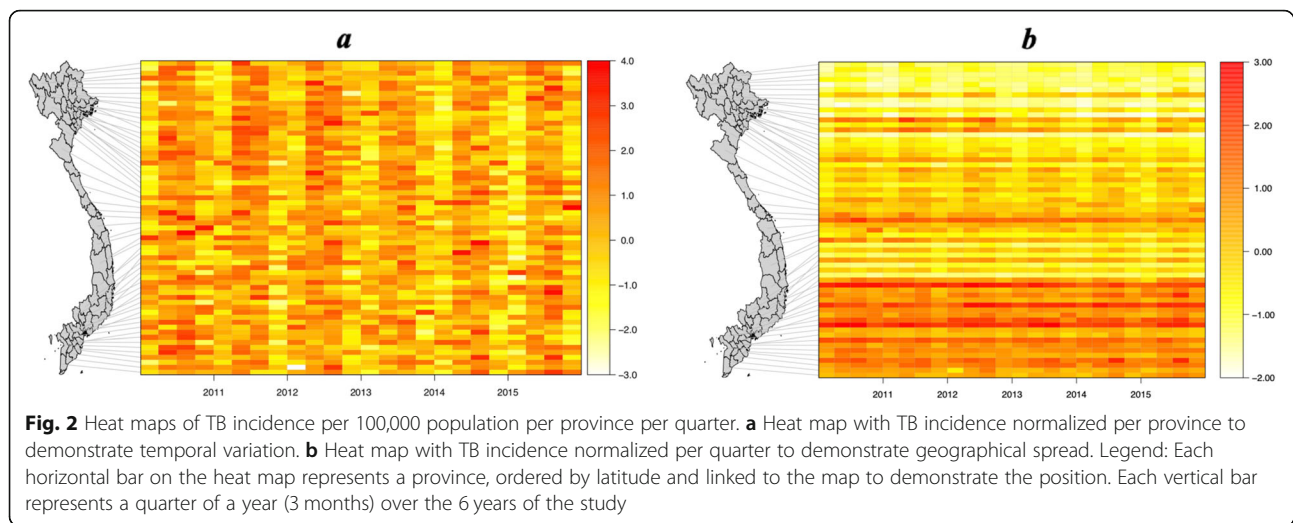 a
b
4.0
3.0
2.0
1.0
0.0
−1.0
−2.0
−3.0
3.00
2.00
1.00
0.00
−1.00
−2.00
2011 2012 2013 2014 2015
2011 2012 2013 2014 2015
Fig. 2 Heat maps of TB incidence per 100,000 population per province per quarter. a Heat map with TB incidence normalized per province to
demonstrate temporal variation. b Heat map with TB incidence normalized per quarter to demonstrate geographical spread. Legend: Each
horizontal bar on the heat map represents a province, ordered by latitude and linked to the map to demonstrate the position. Each vertical bar
represents a quarter of a year (3 months) over the 6 years of the study